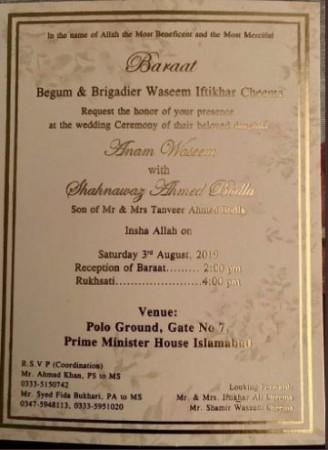 In the name of Allah the Most Beneficent and the Most Merciful
Baraat
Begum & Brigadier Waseem Iftikhar Cheema
Request the honor of your presence
at the wedding Ceremony of their beloved daughter
Anam Waseem
with
Shahnawaz Ahmed
Son of Mr & Mrs Tanveer Ahmed
Insha Allah on
Saturday 3rd August, 2019
Reception of Baraat......... 2:00 pm
Rukhsati.......................4:00 pm
Venue:
Polo Ground, Gate No 7,
Prime Minister House Islamabad
R.S.V P (Coordination)
Mr. Ahmad Khan, PS to MS
0333-5150742
Mr. Syed Fida Bukhari, PA to MS
0347-5948113, 0333-5951020
Looking Forward:
Mr. & Mrs. Iftikhar Ali Cheema
Mr. Shamir Waseem Cheema